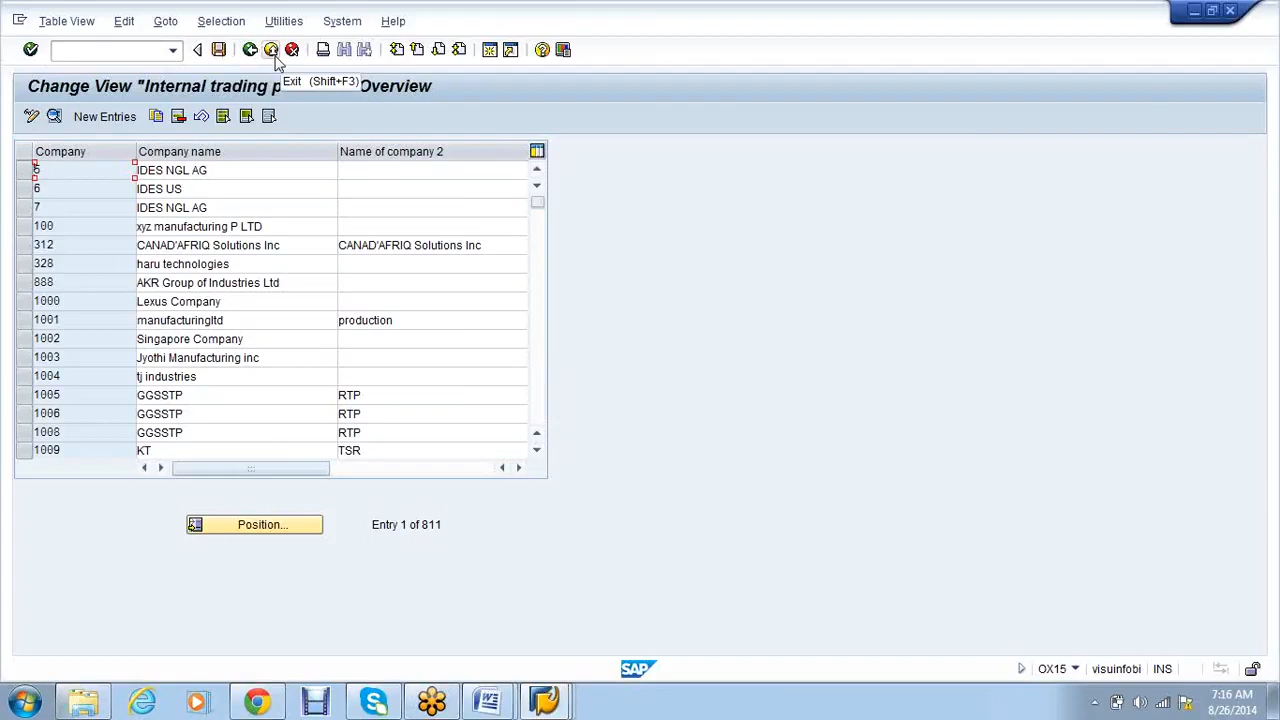 Table View Edit Goto Selection Utilities System Help
Exit (Shift+F3)
Change View "Internal trading p Overview
New Entries
Company Company name Name of company 2
5 IDES NGL AG
6 IDES US
7 IDES NGL AG
100 xyz manufacturing P LTD
312 CANAD'AFRIQ Solutions Inc CANAD'AFRIQ Solutions Inc
328 haru technologies
888 AKR Group of Industries Ltd
1000 Lexus Company
1001 manufacturingltd production
1002 Singapore Company
1003 Jyothi Manufacturing inc
1004 tj industries
1005 GGSSTP RTP
1006 GGSSTP RTP
1008 GGSSTP RTP
1009 KT TSR
Position... Entry 1 of 811
SAP OX15 visuinfobi INS
7:16 AM
8/26/2014